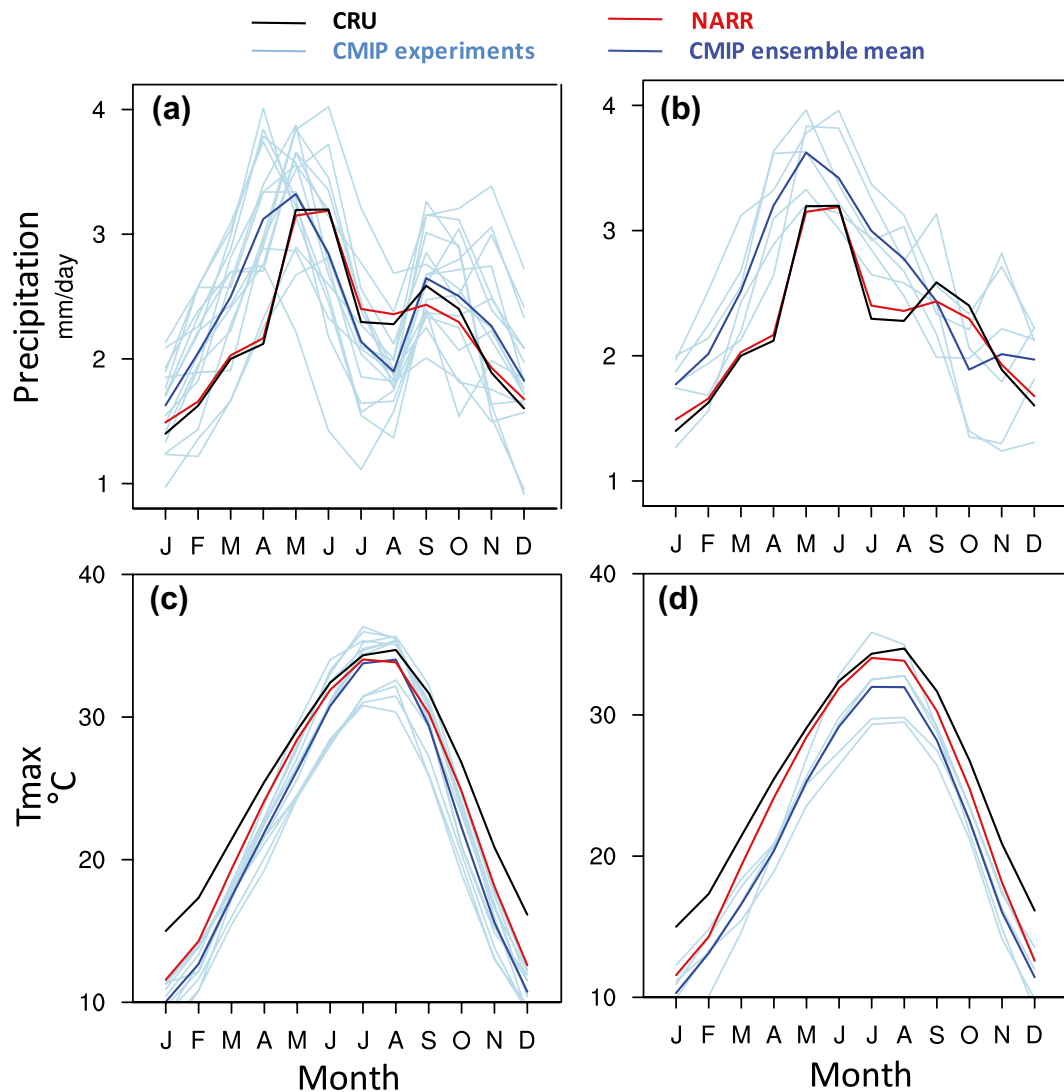 CRU
NARR
CMIP experiments
CMIP ensemble mean
(a)
(b)
Precipitation
mm/day
4
3
2
1
4
3
2
1
J F M A M J J A S O N D
J F M A M J J A S O N D
(c)
(d)
Tmax
°C
40
30
20
10
40
30
20
10
J F M A M J J A S O N D
J F M A M J J A S O N D
Month
Month